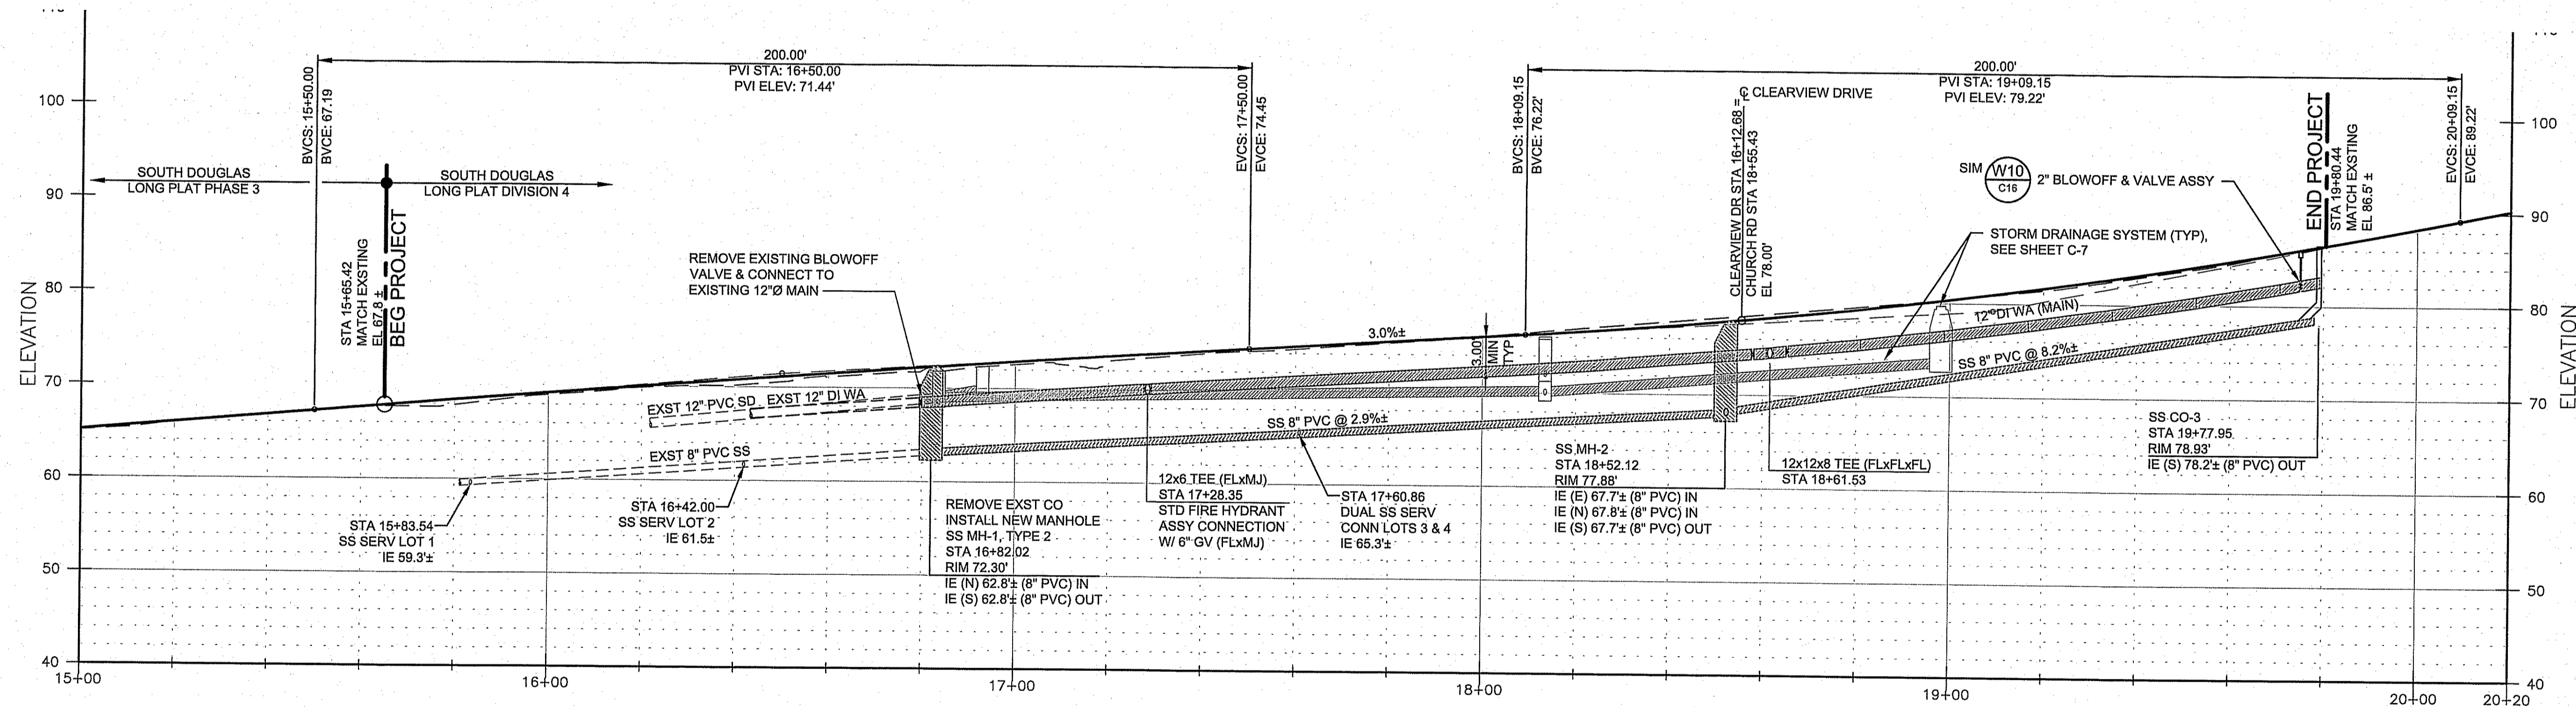 200.00'
PVI STA: 16+50.00
PVI ELEV: 71.44'
200.00'
PVI STA: 19+09.15
PVI ELEV: 79.22'
BVCS: 15+50.00
BVCE: 67.19
EVCS: 17+50.00
EVCE: 74.45
BVCS: 18+09.15
BVCE: 76.22'
EVCS: 20+09.15
EVCE: 89.22'
℄ CLEARVIEW DRIVE
CLEARVIEW DR STA 16+12.68 =
CHURCH RD STA 18+55.43
EL 78.00'
SOUTH DOUGLAS
LONG PLAT PHASE 3
SOUTH DOUGLAS
LONG PLAT DIVISION 4
STA 15+65.42
MATCH EXSTING
EL 67.8 ±
BEG PROJECT
END PROJECT
STA 19+80.44
MATCH EXSTING
EL 86.5' ±
SIM
W10
C16
2" BLOWOFF & VALVE ASSY
STORM DRAINAGE SYSTEM (TYP),
SEE SHEET C-7
REMOVE EXISTING BLOWOFF
VALVE & CONNECT TO
EXISTING 12"Ø MAIN
3.0%±
3.00'
MIN
TYP
12"DI WA (MAIN)
SS 8" PVC @ 8.2%±
EXST 12" PVC SD
EXST 12" DI WA
EXST 8" PVC SS
SS 8" PVC @ 2.9%±
STA 15+83.54
SS SERV LOT 1
IE 59.3'±
STA 16+42.00
SS SERV LOT 2
IE 61.5±
REMOVE EXST CO
INSTALL NEW MANHOLE
SS MH-1, TYPE 2
STA 16+82.02
RIM 72.30'
IE (N) 62.8'± (8" PVC) IN
IE (S) 62.8'± (8" PVC) OUT
12x6 TEE (FLxMJ)
STA 17+28.35
STD FIRE HYDRANT
ASSY CONNECTION
W/ 6" GV (FLxMJ)
STA 17+60.86
DUAL SS SERV
CONN LOTS 3 & 4
IE 65.3'±
SS MH-2
STA 18+52.12
RIM 77.88'
IE (E) 67.7'± (8" PVC) IN
IE (N) 67.8'± (8" PVC) IN
IE (S) 67.7'± (8" PVC) OUT
12x12x8 TEE (FLxFLxFL)
STA 18+61.53
SS CO-3
STA 19+77.95
RIM 78.93'
IE (S) 78.2'± (8" PVC) OUT
ELEVATION
100
90
80
70
60
50
40
ELEVATION
100
90
80
70
60
50
40
15+00
16+00
17+00
18+00
19+00
20+00
20+20